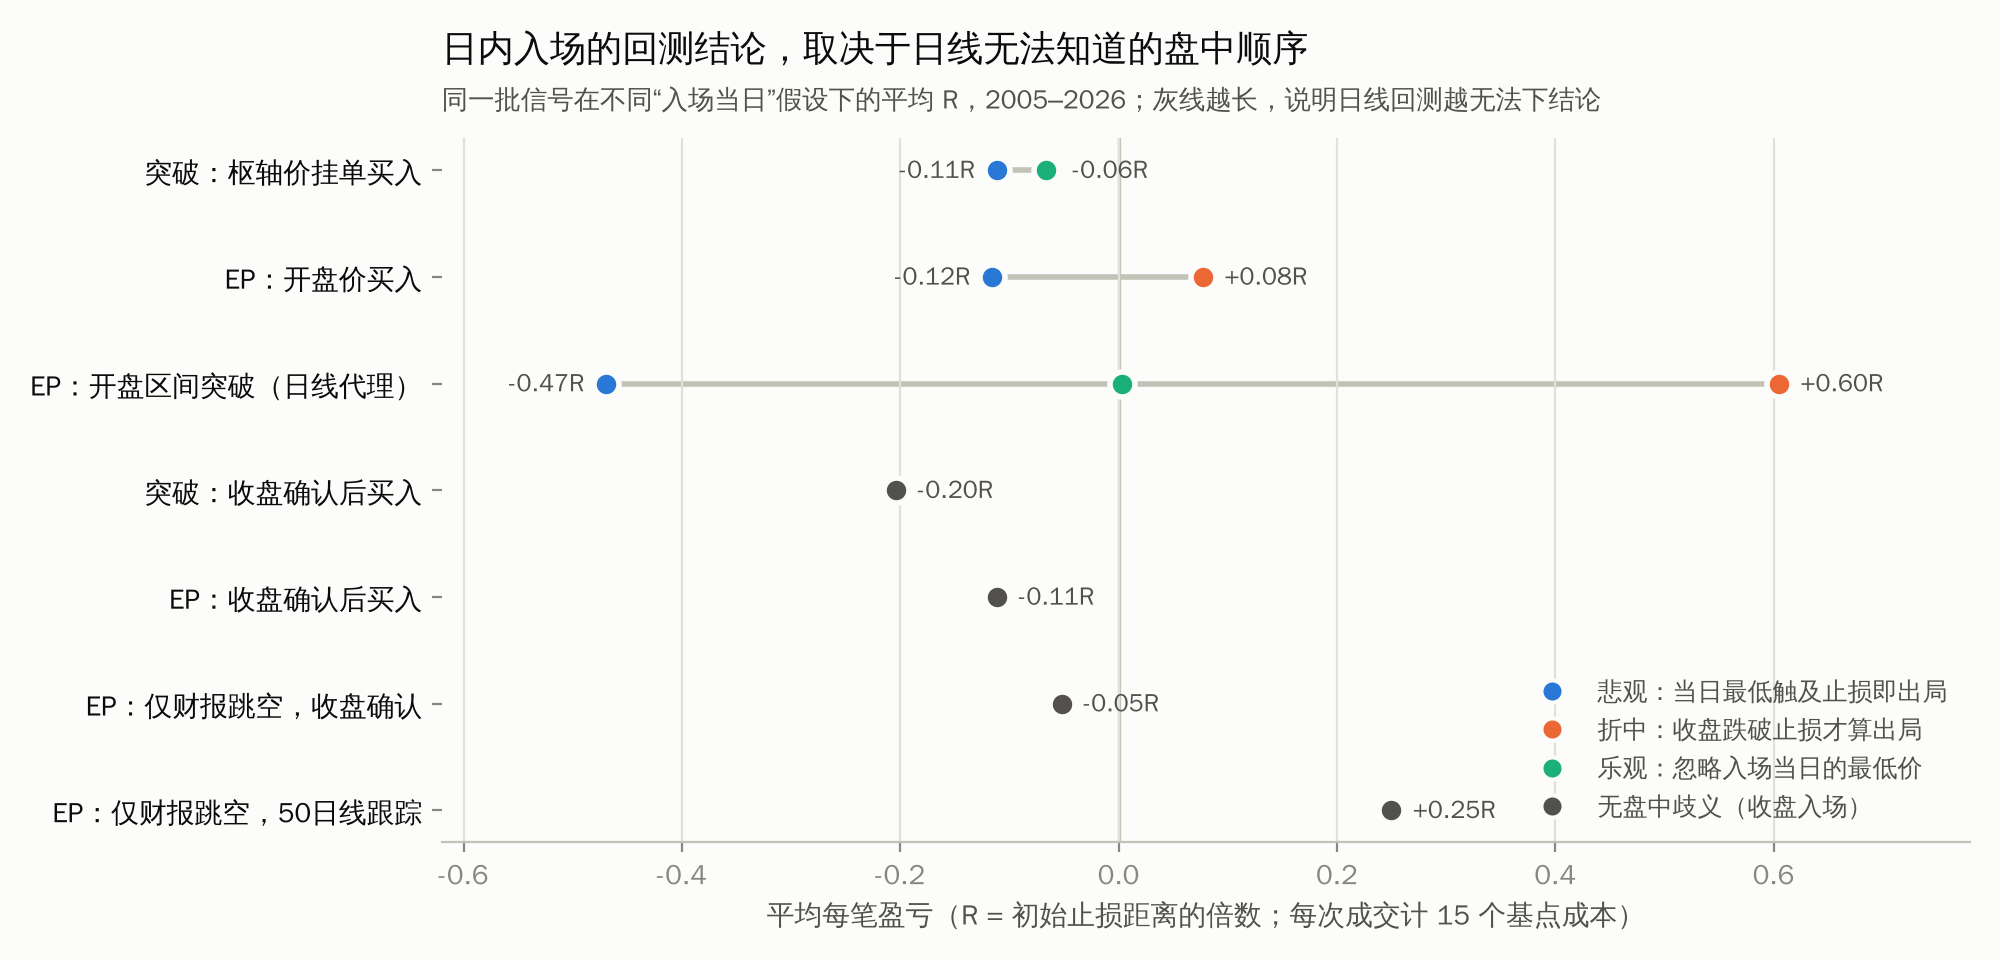 日内入场的回测结论，取决于日线无法知道的盘中顺序
同一批信号在不同“入场当日”假设下的平均 R，2005–2026；灰线越长，说明日线回测越无法下结论
突破：枢轴价挂单买入
-0.11R
-0.06R
EP：开盘价买入
-0.12R
+0.08R
EP：开盘区间突破（日线代理）
-0.47R
+0.60R
突破：收盘确认后买入
-0.20R
EP：收盘确认后买入
-0.11R
EP：仅财报跳空，收盘确认
-0.05R
EP：仅财报跳空，50日线跟踪
+0.25R
悲观：当日最低触及止损即出局
折中：收盘跌破止损才算出局
乐观：忽略入场当日的最低价
无盘中歧义（收盘入场）
-0.6
-0.4
-0.2
0.0
0.2
0.4
0.6
平均每笔盈亏（R = 初始止损距离的倍数；每次成交计 15 个基点成本）